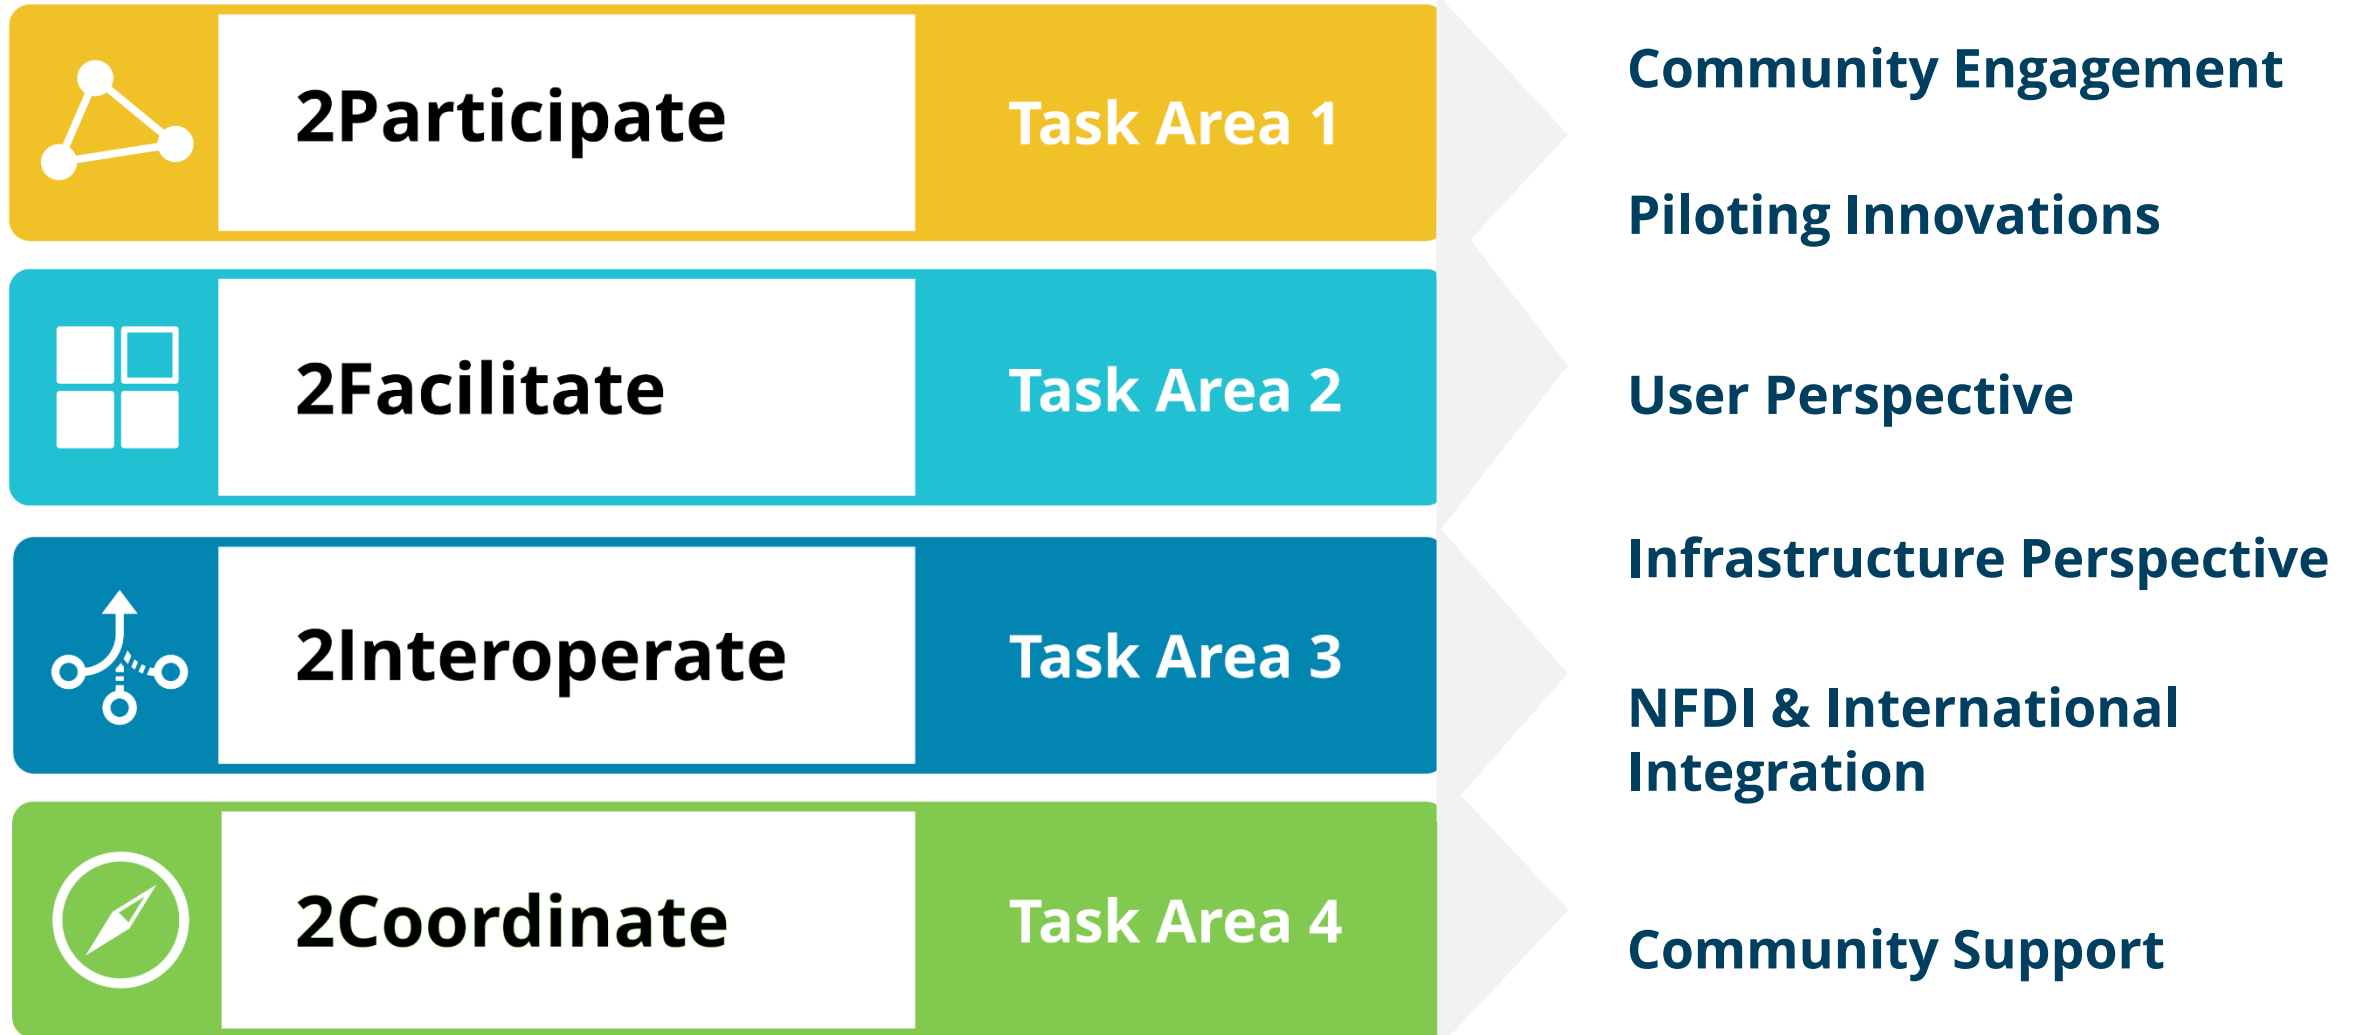 2Participate
Task Area 1
Community Engagement
Piloting Innovations
2Facilitate
Task Area 2
User Perspective
2Interoperate
Task Area 3
Infrastructure Perspective
NFDI & International
Integration
2Coordinate
Task Area 4
Community Support